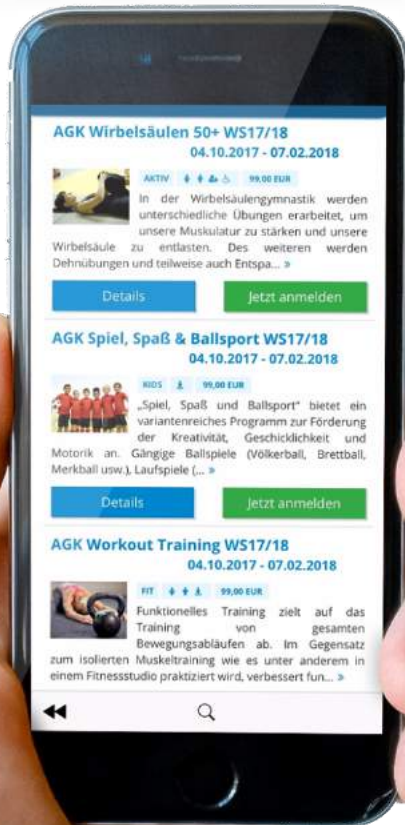 AGK Wirbelsäulen 50+ WS17/18
04.10.2017 - 07.02.2018
AKTIV 99,00 EUR
In der Wirbelsäulengymnastik werden
unterschiedliche Übungen erarbeitet, um
unsere Muskulatur zu stärken und unsere
Wirbelsäule zu entlasten. Des weiteren werden
Dehnübungen und teilweise auch Entspa... »
Details Jetzt anmelden
AGK Spiel, Spaß & Ballsport WS17/18
04.10.2017 - 07.02.2018
KIDS 99,00 EUR
„Spiel, Spaß und Ballsport“ bietet ein
variantenreiches Programm zur Förderung
der Kreativität, Geschicklichkeit und
Motorik an. Gängige Ballspiele (Völkerball, Brettball,
Merkball usw.), Laufspiele (... »
Details Jetzt anmelden
AGK Workout Training WS17/18
04.10.2017 - 07.02.2018
FIT 99,00 EUR
Funktionelles Training zielt auf das
Training von gesamten
Bewegungsabläufen ab. Im Gegensatz
zum isolierten Muskeltraining wie es unter anderem in
einem Fitnessstudio praktiziert wird, verbessert fun... »